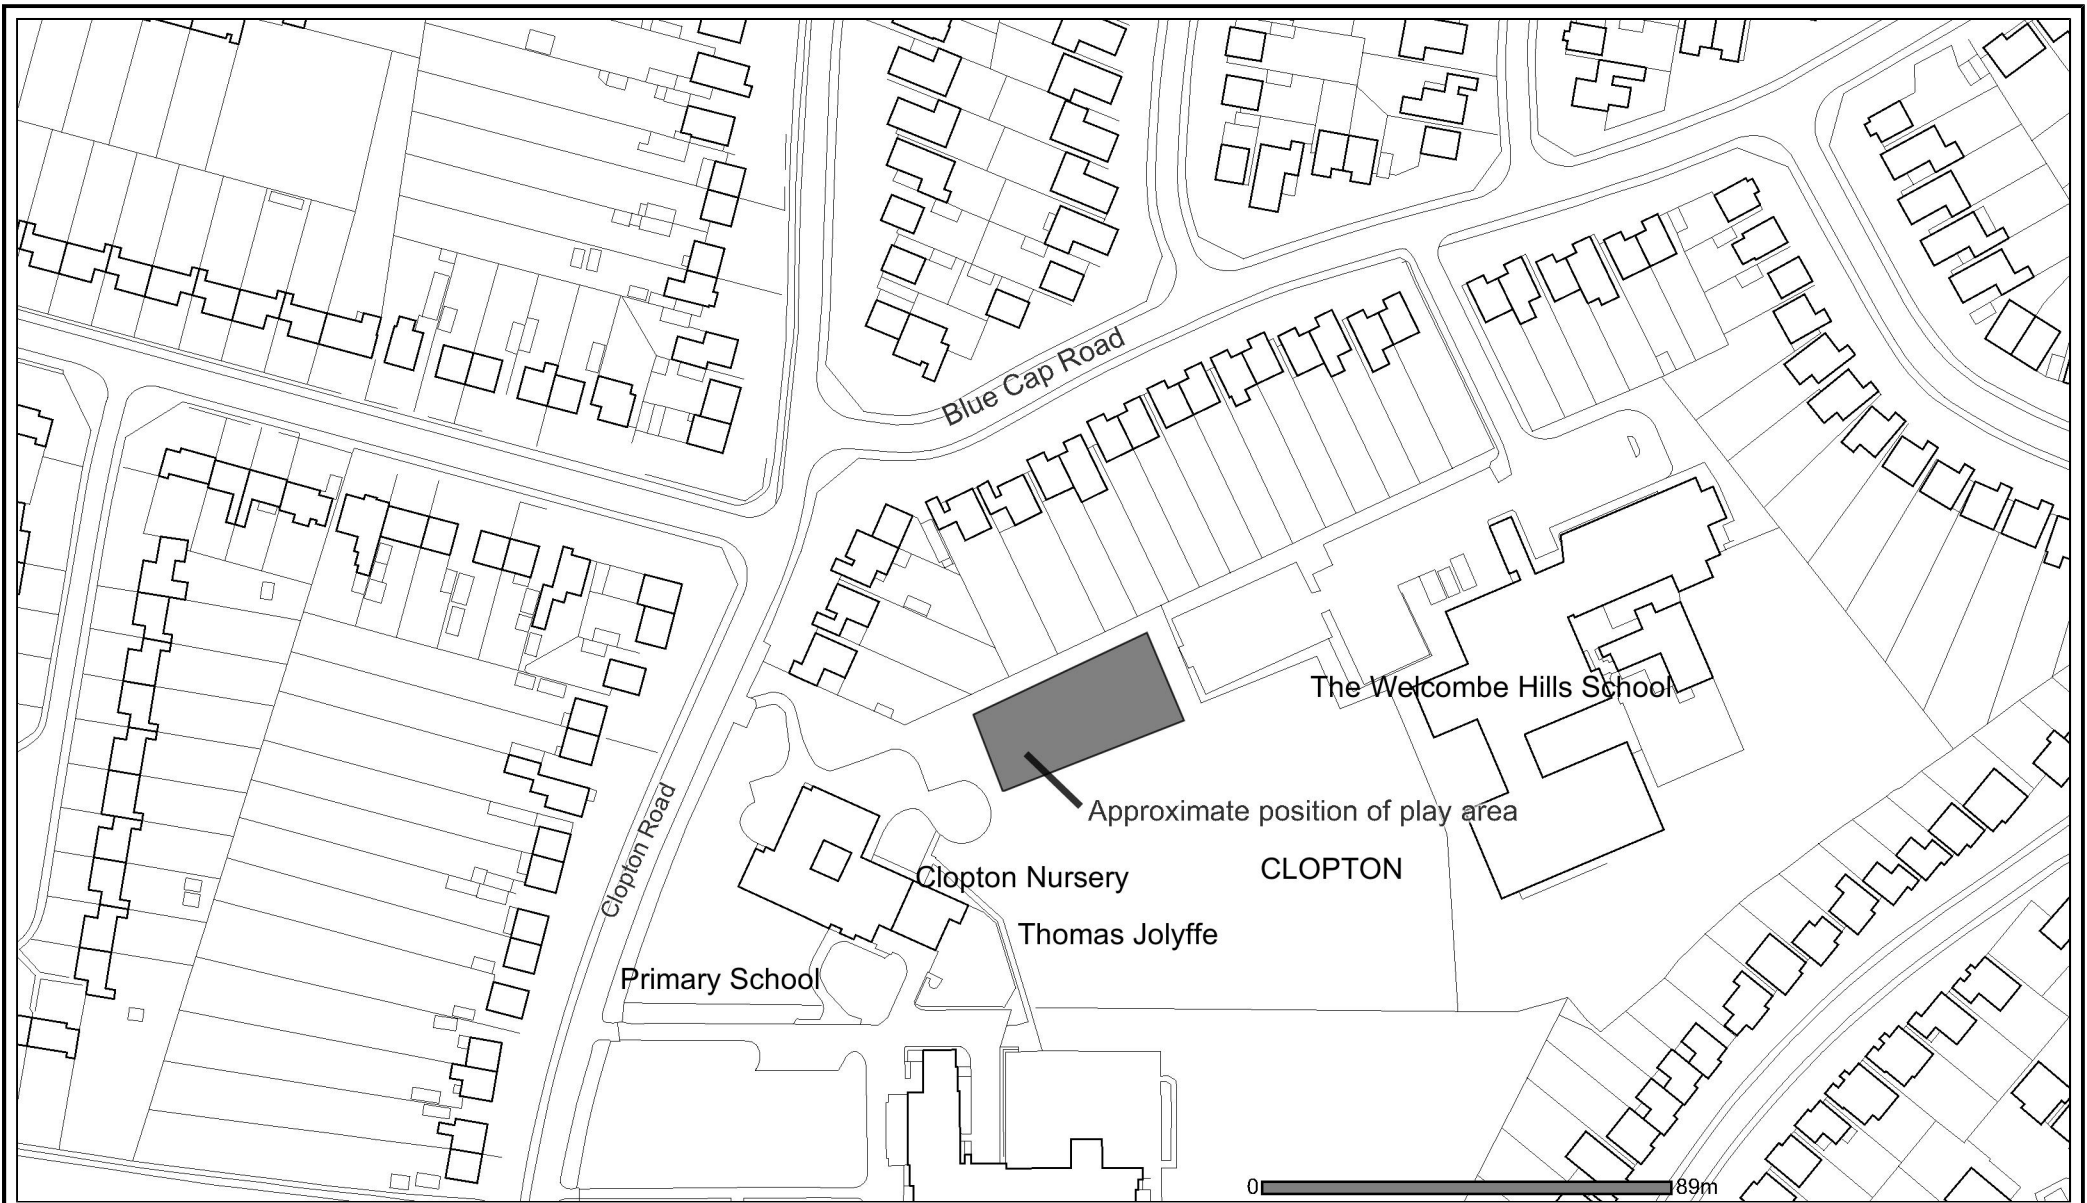 Blue Cap Road
The Welcombe Hills School
Clopton Road
Approximate position of play area
CLOPTON
Clopton Nursery
Thomas Jolyffe
Primary School
0 89m